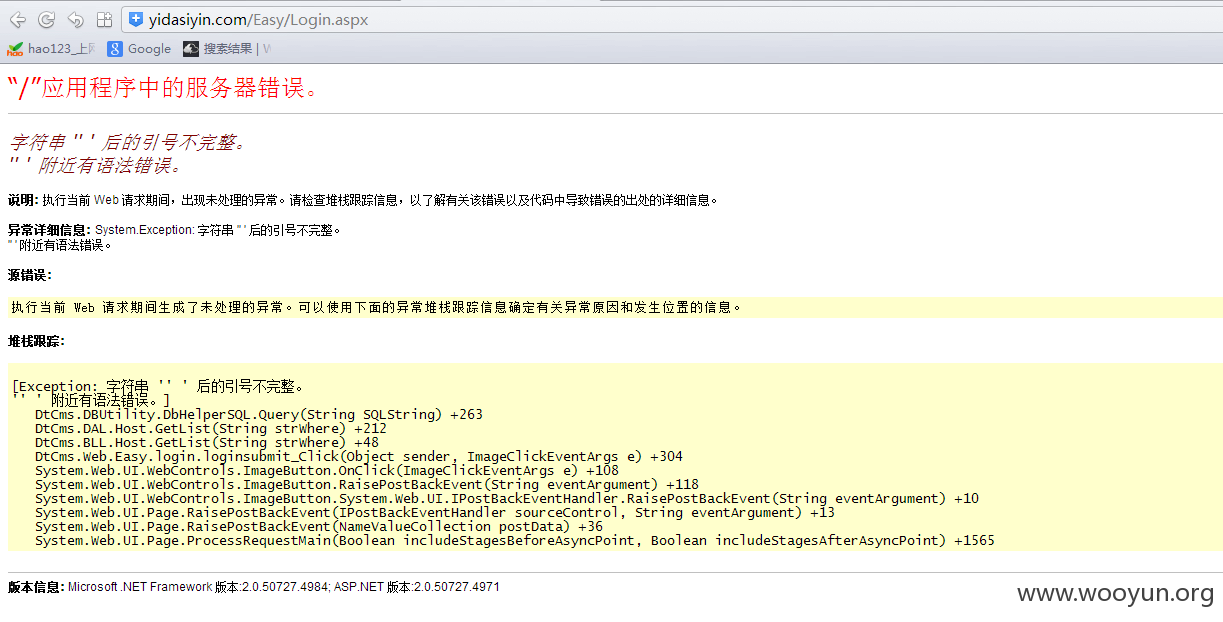 yidasiyin.com/Easy/Login.aspx
hao123_上网 Google 搜索结果 | W
“/”应用程序中的服务器错误。
字符串 '' ' 后的引号不完整。
'' ' 附近有语法错误。
说明: 执行当前 Web 请求期间，出现未处理的异常。请检查堆栈跟踪信息，以了解有关该错误以及代码中导致错误的出处的详细信息。
异常详细信息: System.Exception: 字符串 '' ' 后的引号不完整。
'' ' 附近有语法错误。
源错误:
执行当前 Web 请求期间生成了未处理的异常。可以使用下面的异常堆栈跟踪信息确定有关异常原因和发生位置的信息。
堆栈跟踪:
[Exception: 字符串 '' ' 后的引号不完整。
'' ' 附近有语法错误。]
DtCms.DBUtility.DbHelperSQL.Query(String SQLString) +263
DtCms.DAL.Host.GetList(String strWhere) +212
DtCms.BLL.Host.GetList(String strWhere) +48
DtCms.Web.Easy.login.loginsubmit_Click(Object sender, ImageClickEventArgs e) +304
System.Web.UI.WebControls.ImageButton.OnClick(ImageClickEventArgs e) +108
System.Web.UI.WebControls.ImageButton.RaisePostBackEvent(String eventArgument) +118
System.Web.UI.WebControls.ImageButton.System.Web.UI.IPostBackEventHandler.RaisePostBackEvent(String eventArgument) +10
System.Web.UI.Page.RaisePostBackEvent(IPostBackEventHandler sourceControl, String eventArgument) +13
System.Web.UI.Page.RaisePostBackEvent(NameValueCollection postData) +36
System.Web.UI.Page.ProcessRequestMain(Boolean includeStagesBeforeAsyncPoint, Boolean includeStagesAfterAsyncPoint) +1565
版本信息: Microsoft .NET Framework 版本:2.0.50727.4984; ASP.NET 版本:2.0.50727.4971
www.wooyun.org